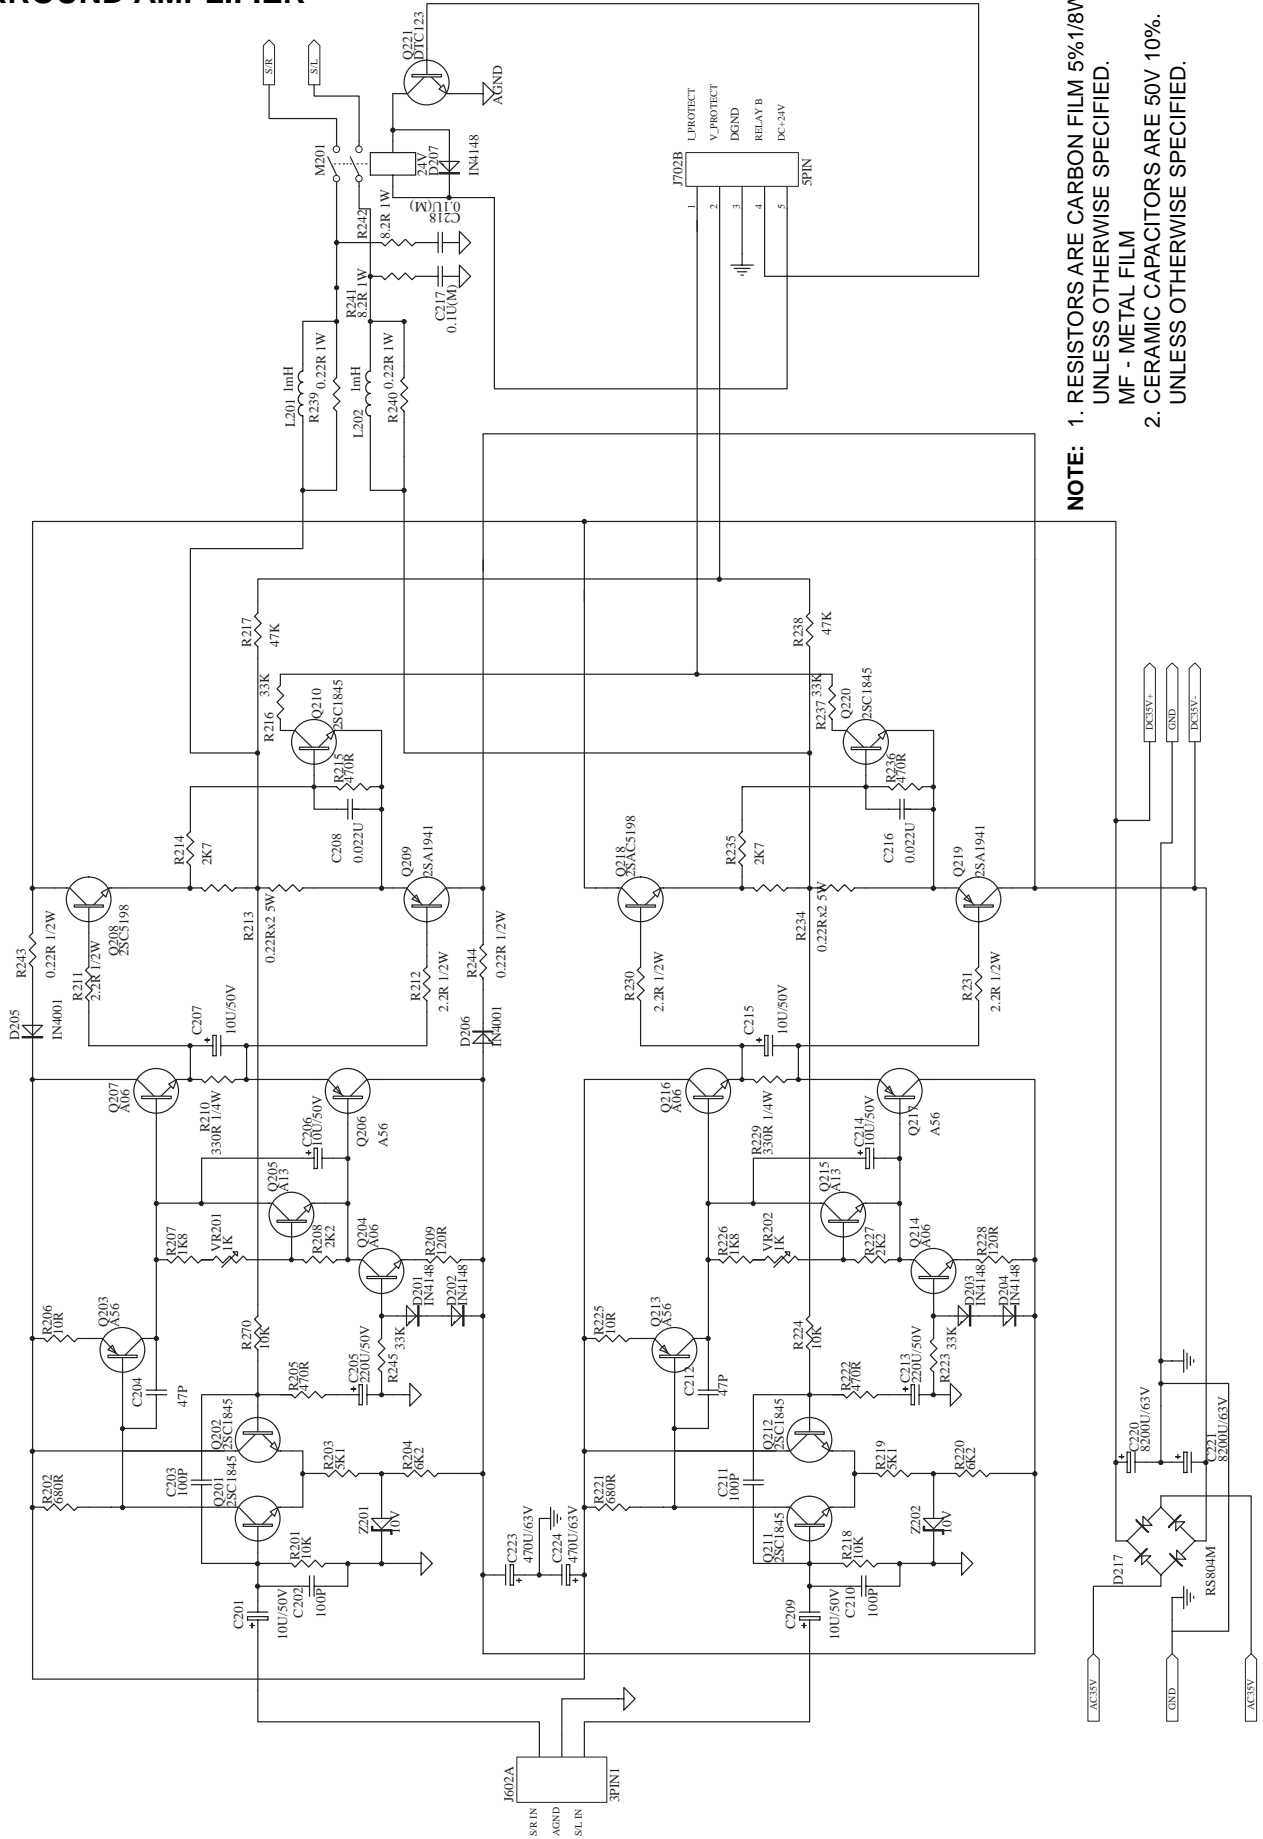 RROUND AMPLIFIER
S/R
S/L
Q221
DTC123
AGND
M201
24V
D207
IN4148
C218
0.1U(M)
R242
8.2R 1W
R241
8.2R 1W
C217
0.1U(M)
L201 1mH
R239 0.22R 1W
L202 1mH
R240 0.22R 1W
J702B
I_PROTECT
V_PROTECT
DGND
RELAY B
DC+24V
1
2
3
4
5
5PIN
NOTE: 1. RESISTORS ARE CARBON FILM 5%1/8W
UNLESS OTHERWISE SPECIFIED.
MF - METAL FILM
2. CERAMIC CAPACITORS ARE 50V 10%.
UNLESS OTHERWISE SPECIFIED.
R217
47K
R216
33K
Q210
2SC1845
R215
470R
C208
0.022U
R214
2K7
R213
0.22Rx2 5W
Q209
2SA1941
Q208
2SC5198
R243
0.22R 1/2W
R211
2.2R 1/2W
R212
2.2R 1/2W
R244
0.22R 1/2W
D205
IN4001
D206
IN4001
C207
10U/50V
Q207
A06
R210
330R 1/4W
Q206
A56
C206
10U/50V
Q205
A13
R207
1K8
VR201
1K
R208
2K2
Q204
A06
R209
120R
D201
IN4148
D202
IN4148
R206
10R
Q203
A56
C204
47P
R270
10K
R205
470R
C205
220U/50V
R245
33K
R202
680R
C203
100P
Q202
2SC1845
Q201
2SC1845
R203
5K1
R204
6K2
Z201
10V
R201
10K
C202
100P
C201
10U/50V
C223
470U/63V
C224
470U/63V
R238
47K
R237
33K
Q220
2SC1845
R236
470R
C216
0.022U
R235
2K7
R234
0.22Rx2 5W
Q219
2SA1941
Q218
2SAC5198
R230
2.2R 1/2W
R231
2.2R 1/2W
C215
10U/50V
Q216
A06
R229
330R 1/4W
Q217
A56
C214
10U/50V
Q215
A13
R226
1K8
VR202
1K
R227
2K2
Q214
A06
R228
120R
D203
IN4148
D204
IN4148
R225
10R
Q213
A56
C212
47P
R224
10K
R222
470R
C213
220U/50V
R223
33K
R221
680R
C211
100P
Q212
2SC1845
Q211
2SC1845
R219
5K1
R220
6K2
Z202
10V
R218
10K
C210
100P
C209
10U/50V
DC35V+
GND
DC35V-
C220
8200U/63V
C221
8200U/63V
D217
RS804M
AC35V
GND
AC35V
J602A
S/R IN
AGND
S/L IN
3PIN1